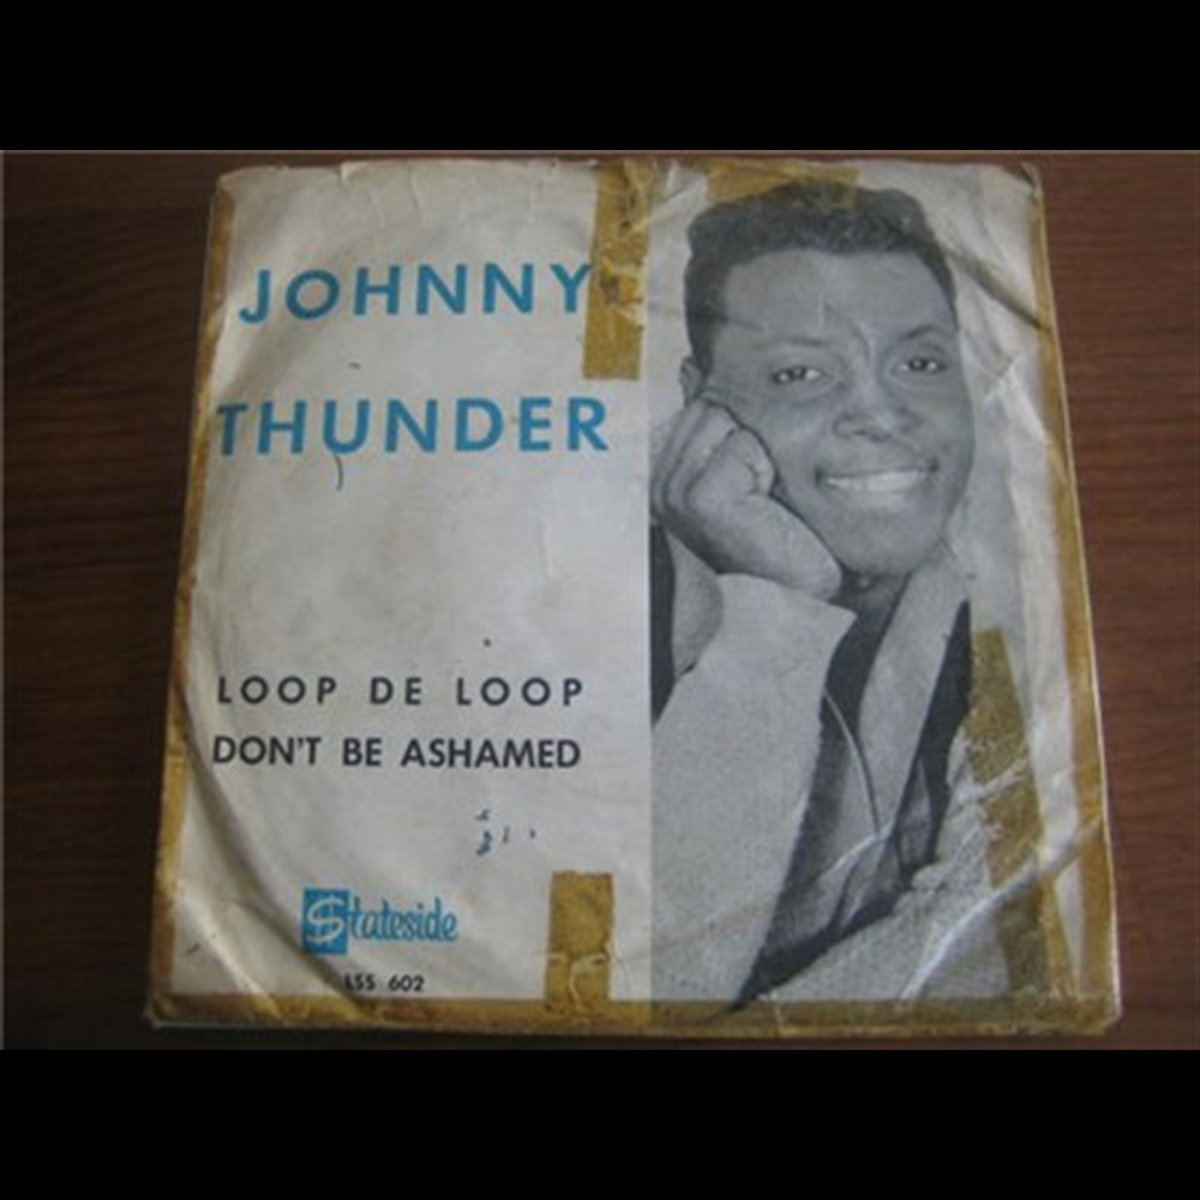 JOHNNY
THUNDER
LOOP DE LOOP
DON'T BE ASHAMED
Stateside
LSS 602